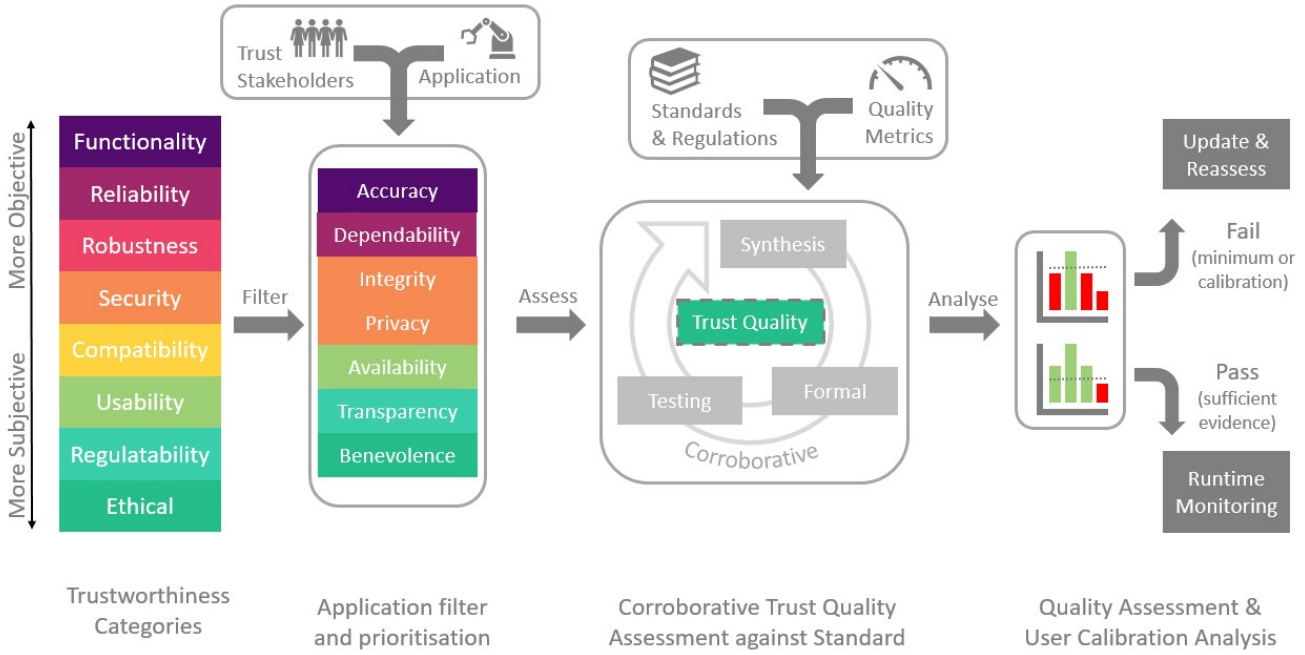 Trust
Stakeholders
Application
Standards
& Regulations
Quality
Metrics
More Objective
More Subjective
Functionality
Reliability
Robustness
Security
Compatibility
Usability
Regulatability
Ethical
Filter
Accuracy
Dependability
Integrity
Privacy
Availability
Transparency
Benevolence
Assess
Synthesis
Trust Quality
Testing
Formal
Corroborative
Analyse
Update &
Reassess
Fail
(minimum or
calibration)
Pass
(sufficient
evidence)
Runtime
Monitoring
Trustworthiness
Categories
Application filter
and prioritisation
Corroborative Trust Quality
Assessment against Standard
Quality Assessment &
User Calibration Analysis